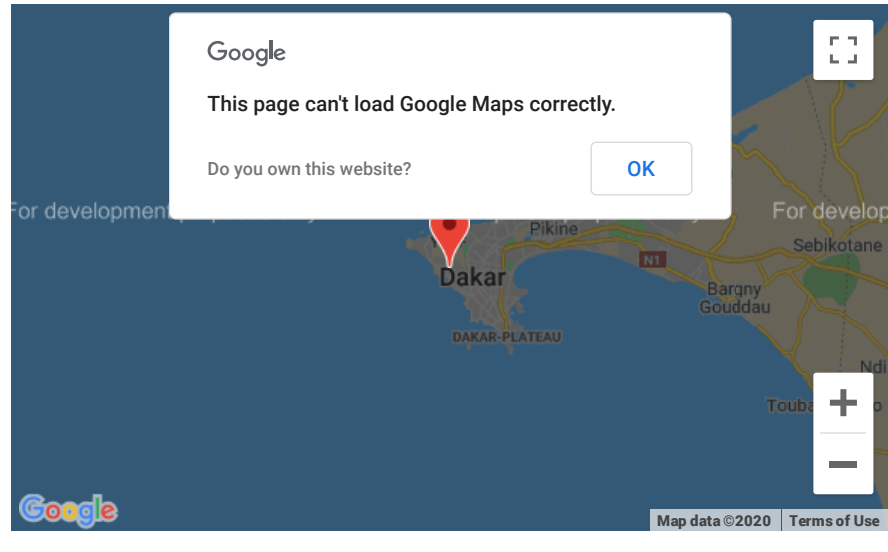 Google
This page can't load Google Maps correctly.
Do you own this website?
OK
For development
For develop
Pikine
Sebikotane
N1
Dakar
Bargny
Gouddau
DAKAR-PLATEAU
Ndi
Touba
Google
Map data ©2020
Terms of Use